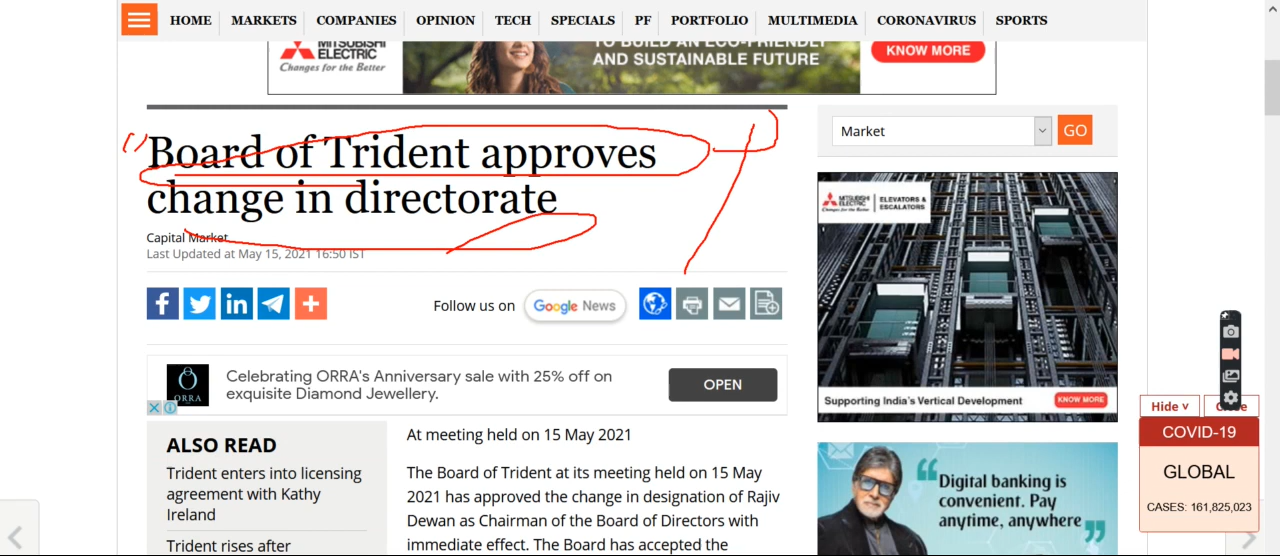 HOME MARKETS COMPANIES OPINION TECH SPECIALS PF PORTFOLIO MULTIMEDIA CORONAVIRUS SPORTS
MITSUBISHI
ELECTRIC
Changes for the Better
TO BUILD AN ECO-FRIENDLY
AND SUSTAINABLE FUTURE
KNOW MORE
Board of Trident approves
change in directorate
Capital Market
Last Updated at May 15, 2021 16:50 IST
Follow us on Google News
Celebrating ORRA's Anniversary sale with 25% off on
exquisite Diamond Jewellery.
ORRA
OPEN
ALSO READ
Trident enters into licensing
agreement with Kathy
Ireland
Trident rises after
At meeting held on 15 May 2021
The Board of Trident at its meeting held on 15 May
2021 has approved the change in designation of Rajiv
Dewan as Chairman of the Board of Directors with
immediate effect. The Board has accepted the
Market
GO
MITSUBISHI
ELECTRIC
Changes for the Better
ELEVATORS &
ESCALATORS
Supporting India's Vertical Development
KNOW MORE
Digital banking is
convenient. Pay
anytime, anywhere
Hide
COVID-19
GLOBAL
CASES: 161,825,023